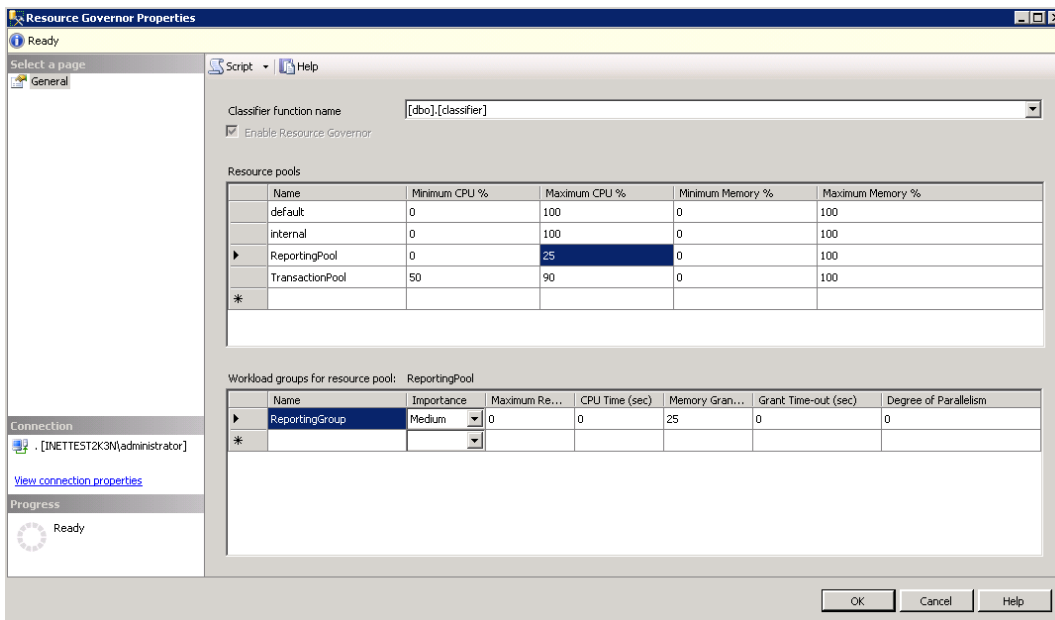 Resource Governor Properties
Ready
Select a page
General
Script
Help
Classifier function name
[dbo].[classifier]
Enable Resource Governor
Resource pools
Name Minimum CPU % Maximum CPU % Minimum Memory % Maximum Memory %
default 0 100 0 100
internal 0 100 0 100
ReportingPool 0 25 0 100
TransactionPool 50 90 0 100
Workload groups for resource pool: ReportingPool
Name Importance Maximum Re... CPU Time (sec) Memory Gran... Grant Time-out (sec) Degree of Parallelism
ReportingGroup Medium 0 0 25 0 0
Connection
. [INETTEST2K3N\administrator]
View connection properties
Progress
Ready
OK Cancel Help